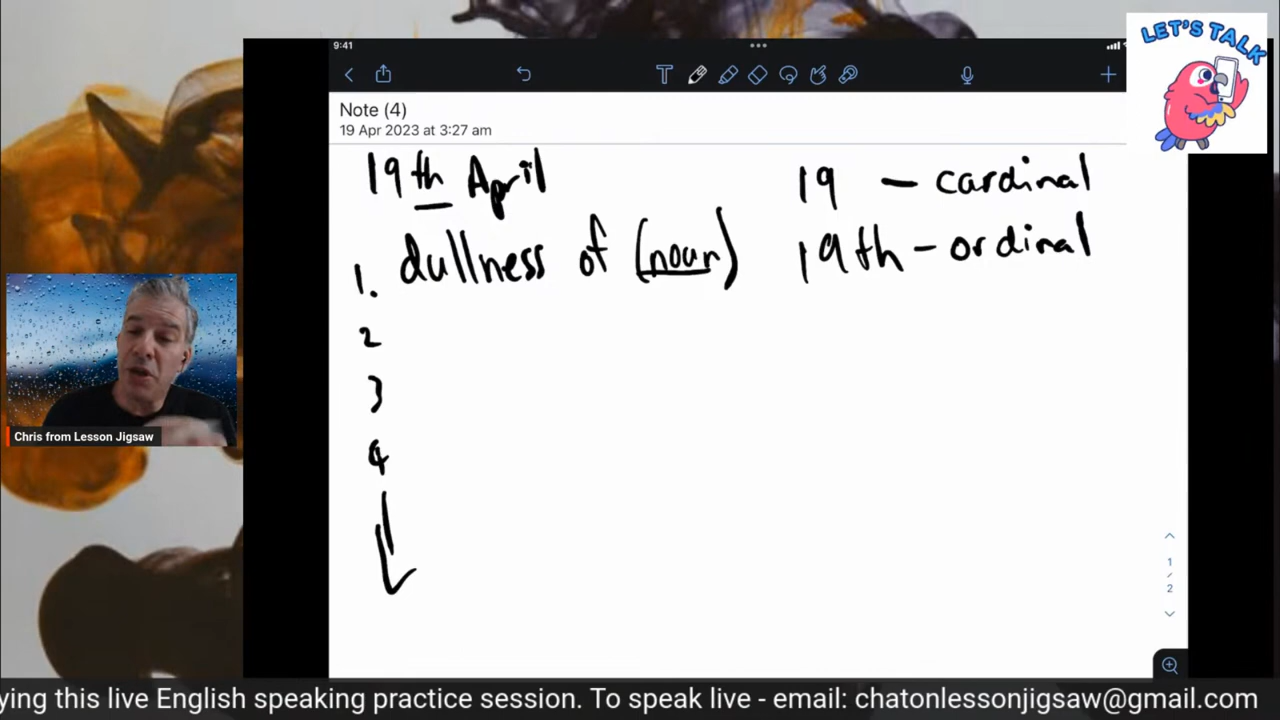 LET'S TALK
9:41
Note (4)
19 Apr 2023 at 3:27 am
19th April
19 – cardinal
1. dullness of (noun)
19th – ordinal
2
3
4
Chris from Lesson Jigsaw
1
/
2
ying this live English speaking practice session. To speak live - email: chatonlessonjigsaw@gmail.com